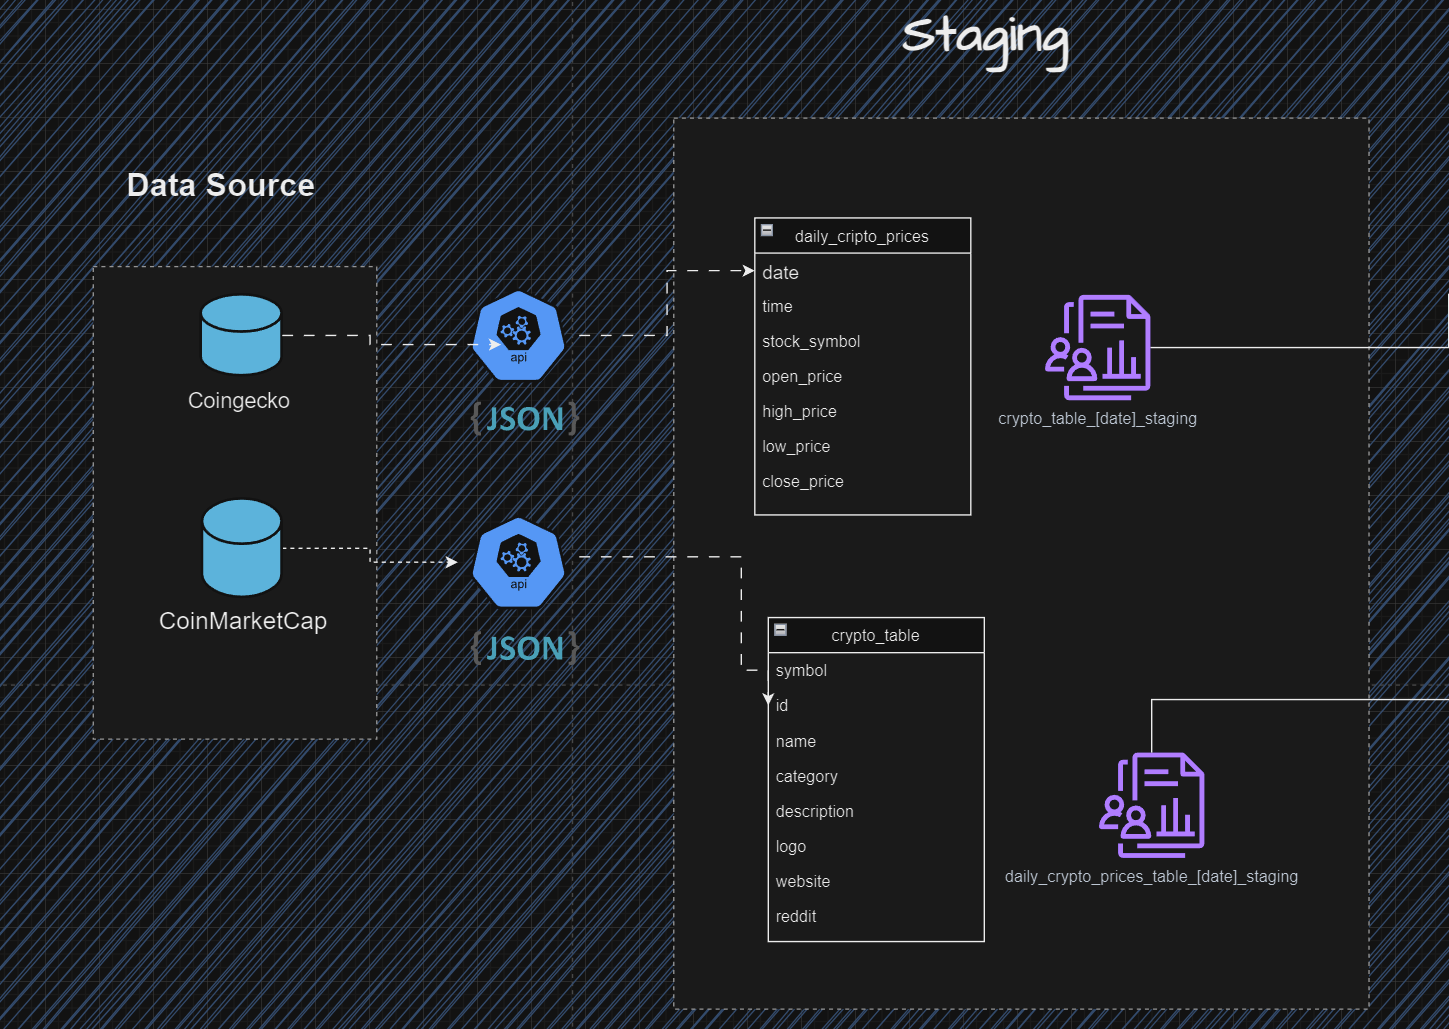 Staging
Data Source
Coingecko
CoinMarketCap
api
{JSON}
api
{JSON}
daily_cripto_prices
date
time
stock_symbol
open_price
high_price
low_price
close_price
crypto_table_[date]_staging
crypto_table
symbol
id
name
category
description
logo
website
reddit
daily_crypto_prices_table_[date]_staging